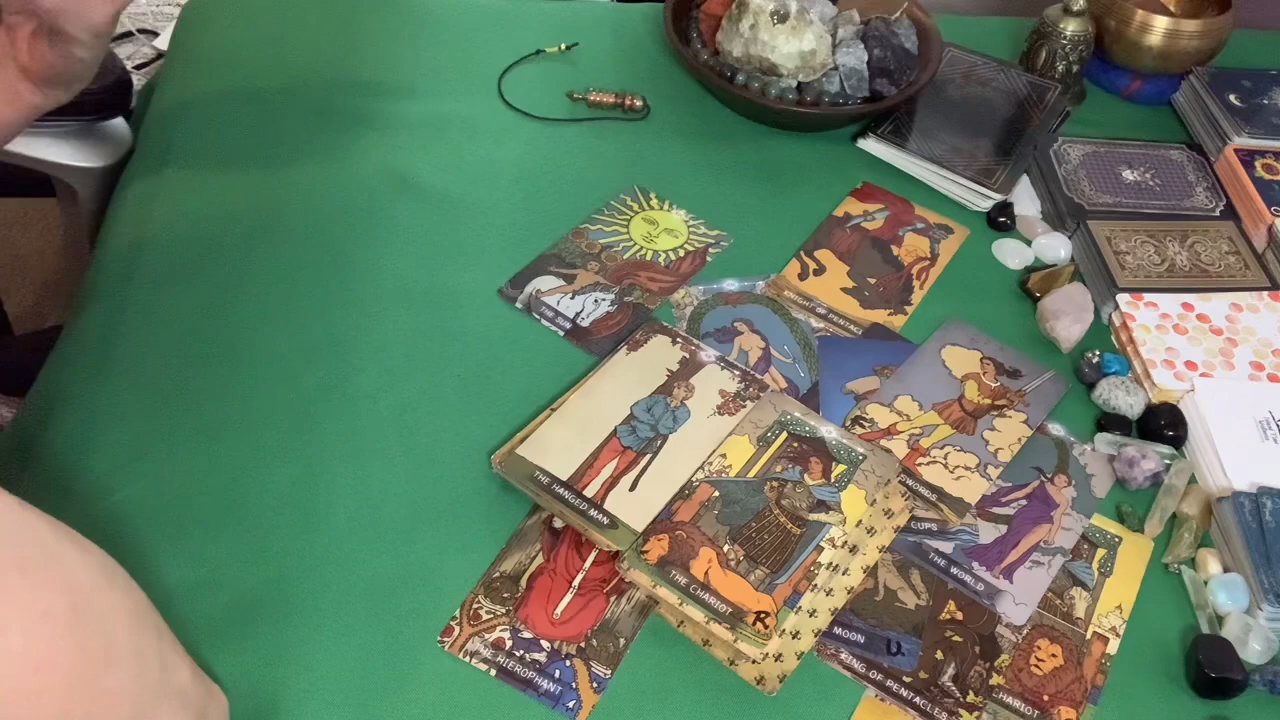 THE SUN
KNIGHT OF PENTAC
THE HANGED MAN
SWORDS
CUPS
THE WORLD
THE CHARIOT
R
MOON
U.
KING OF PENTACLES
CHARIOT
THE HIEROPHANT